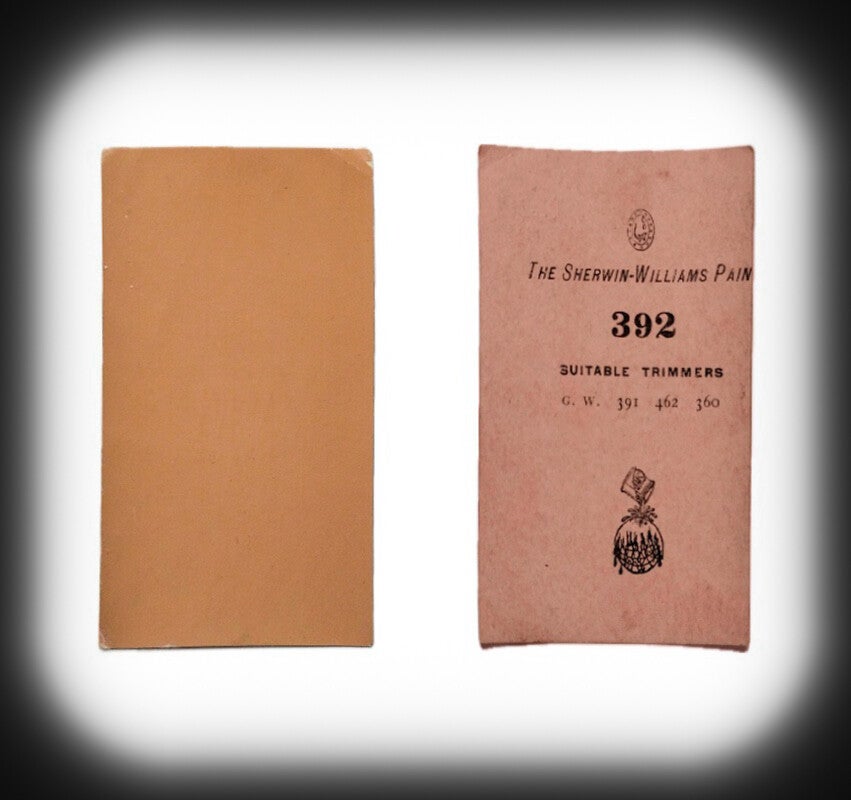 THE SHERWIN-WILLIAMS PAIN
392
SUITABLE TRIMMERS
G. W. 391 462 360